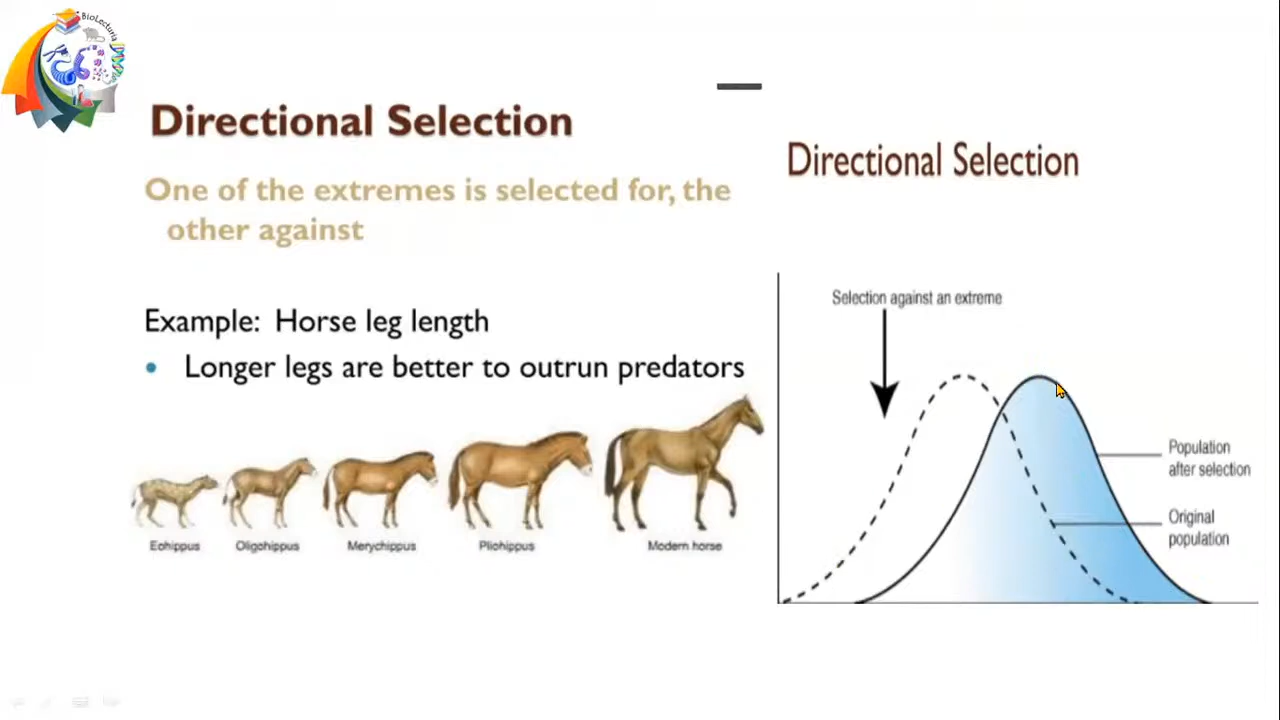 BioLectoria
Directional Selection
One of the extremes is selected for, the
other against
Example: Horse leg length
• Longer legs are better to outrun predators
Eohippus Oligohippus Merychippus Pliohippus Modern horse
Directional Selection
Selection against an extreme
Population
after selection
Original
population